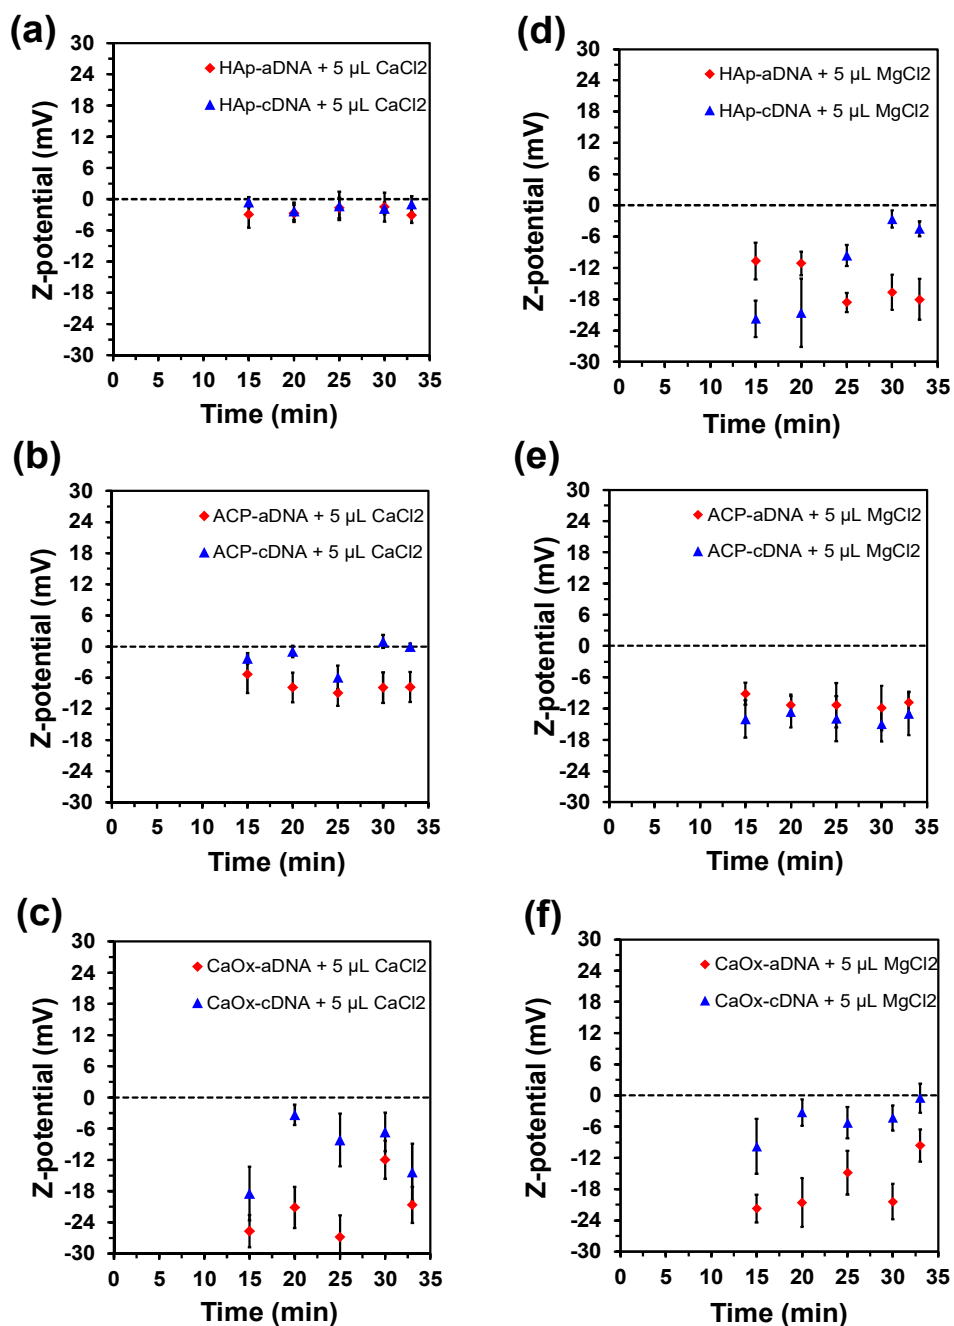 (a)
30
24
18
12
6
0
-6
-12
-18
-24
-30
Z-potential (mV)
HAp-aDNA + 5 µL CaCl2
HAp-cDNA + 5 µL CaCl2
0 5 10 15 20 25 30 35
Time (min)
(d)
30
24
18
12
6
0
-6
-12
-18
-24
-30
Z-potential (mV)
HAp-aDNA + 5 µL MgCl2
HAp-cDNA + 5 µL MgCl2
0 5 10 15 20 25 30 35
Time (min)
(b)
30
24
18
12
6
0
-6
-12
-18
-24
-30
Z-potential (mV)
ACP-aDNA + 5 µL CaCl2
ACP-cDNA + 5 µL CaCl2
0 5 10 15 20 25 30 35
Time (min)
(e)
30
24
18
12
6
0
-6
-12
-18
-24
-30
Z-potential (mV)
ACP-aDNA + 5 µL MgCl2
ACP-cDNA + 5 µL MgCl2
0 5 10 15 20 25 30 35
Time (min)
(c)
30
24
18
12
6
0
-6
-12
-18
-24
-30
Z-potential (mV)
CaOx-aDNA + 5 µL CaCl2
CaOx-cDNA + 5 µL CaCl2
0 5 10 15 20 25 30 35
Time (min)
(f)
30
24
18
12
6
0
-6
-12
-18
-24
-30
Z-potential (mV)
CaOx-aDNA + 5 µL MgCl2
CaOx-cDNA + 5 µL MgCl2
0 5 10 15 20 25 30 35
Time (min)